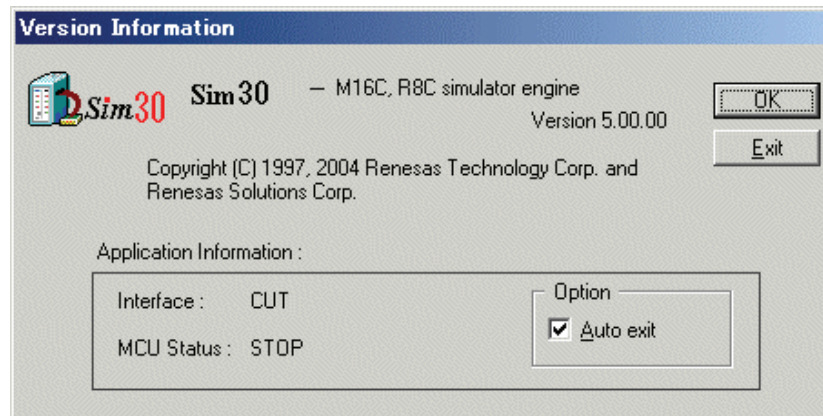 Version Information
Sim30 Sim30 – M16C, R8C simulator engine
Version 5.00.00
OK
Exit
Copyright (C) 1997, 2004 Renesas Technology Corp. and
Renesas Solutions Corp.
Application Information :
Interface : CUT
MCU Status : STOP
Option
Auto exit